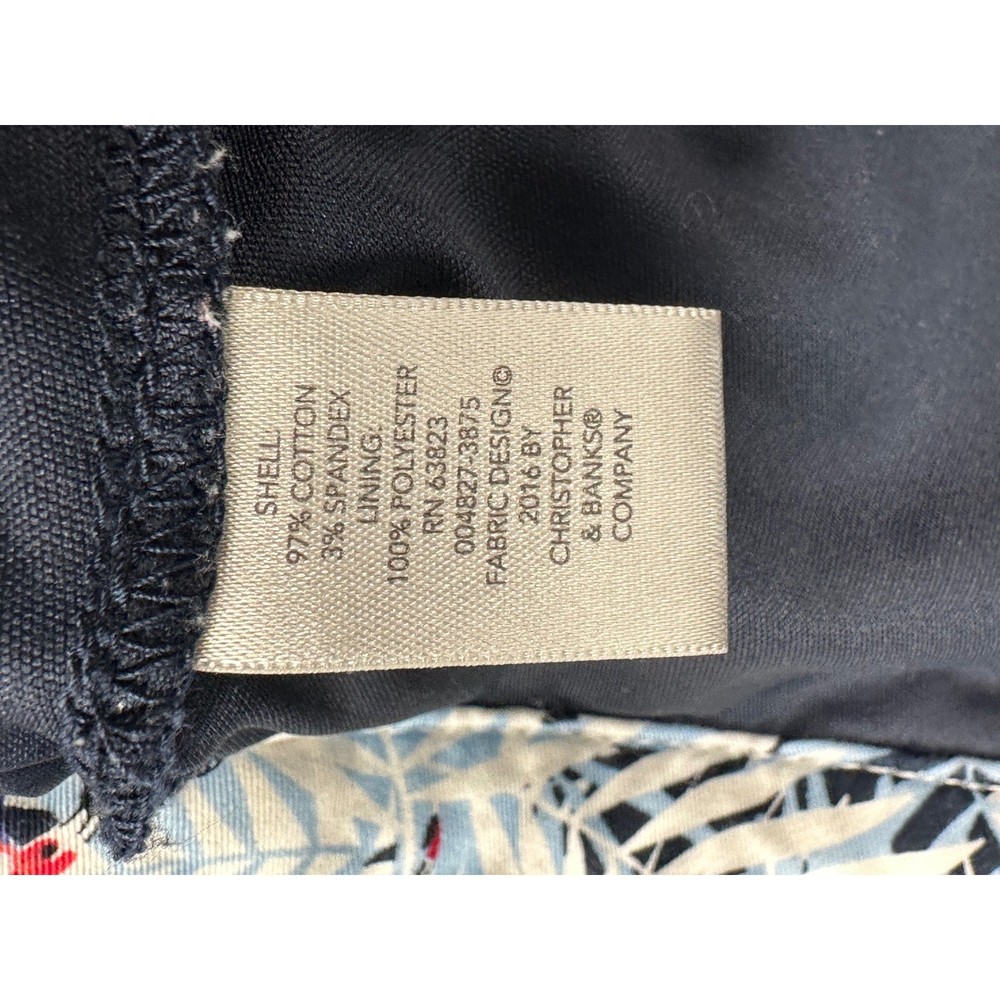 SHELL:
97% COTTON
3% SPANDEX
LINING:
100% POLYESTER
RN 63823
004827-3875
FABRIC DESIGN©
2016 BY
CHRISTOPHER
& BANKS®
COMPANY